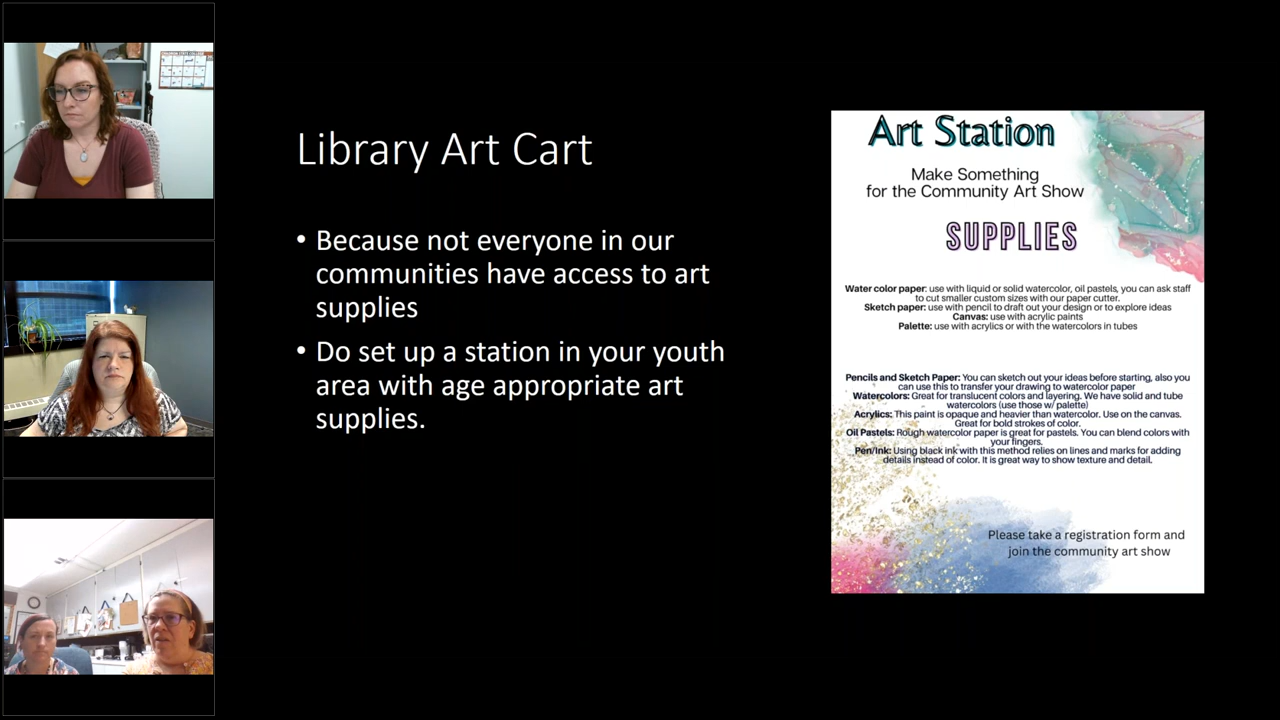 Library Art Cart
• Because not everyone in our
communities have access to art
supplies
• Do set up a station in your youth
area with age appropriate art
supplies.
Art Station
Make Something
for the Community Art Show
SUPPLIES
Water color paper: use with liquid or solid watercolor, oil pastels, you can ask staff
to cut smaller custom sizes with our paper cutter.
Sketch paper: use with pencil to draft out your design or to explore ideas
Canvas: use with acrylic paints
Palette: use with acrylics or with the watercolors in tubes
Pencils and Sketch Paper: You can sketch out your ideas before starting, also you
can use this to transfer your drawing to watercolor paper
Watercolors: Great for translucent colors and layering. We have solid and tube
watercolors (use those w/ palette)
Acrylics: This paint is opaque and heavier than watercolor. Use on the canvas.
Great for bold strokes of color.
Oil Pastels: Rough watercolor paper is great for pastels. You can blend colors with
your fingers.
Pen/Ink: Using black ink with this method relies on lines and marks for adding
details instead of color. It is great way to show texture and detail.
Please take a registration form and
join the community art show